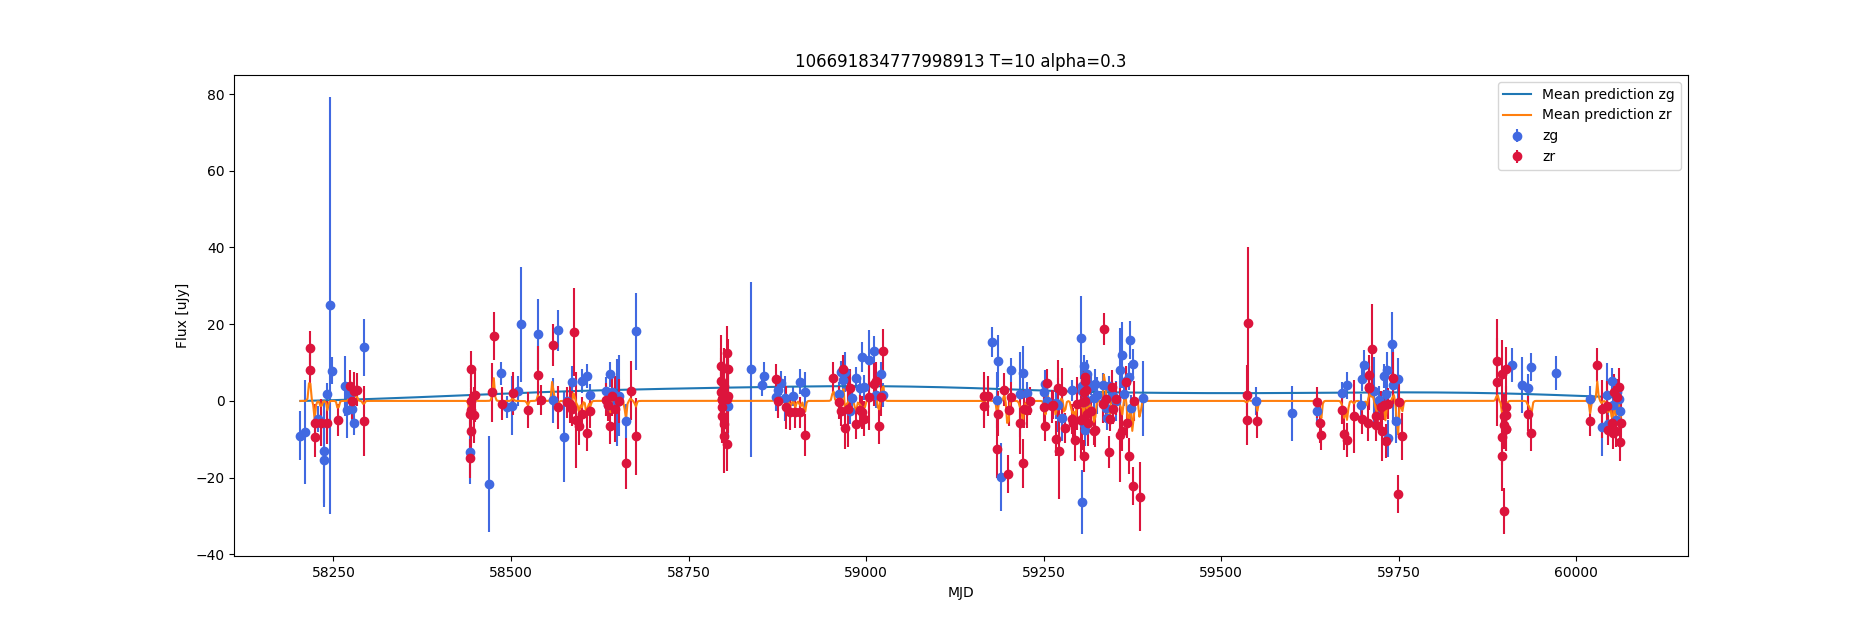 106691834777998913 T=10 alpha=0.3
80
60
40
20
0
−20
−40
Flux [uJy]
58250
58500
58750
59000
59250
59500
59750
60000
MJD
Mean prediction zg
Mean prediction zr
zg
zr